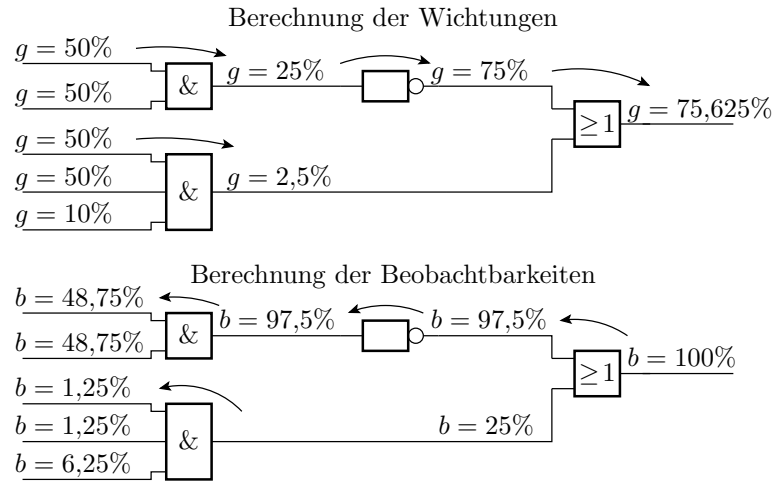 Berechnung der Wichtungen
g = 50%
g = 50%
&
g = 25%
g = 75%
g = 50%
g = 50%
g = 10%
&
g = 2,5%
≥1
g = 75,625%
Berechnung der Beobachtbarkeiten
b = 48,75%
b = 48,75%
&
b = 97,5%
b = 97,5%
b = 1,25%
b = 1,25%
b = 6,25%
&
b = 25%
≥1
b = 100%